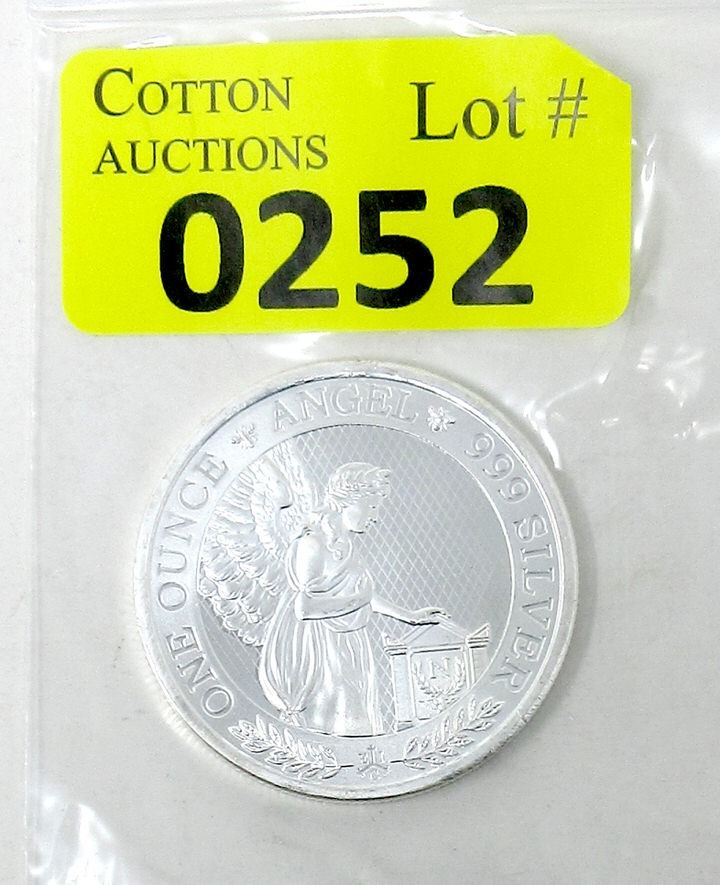 COTTON
AUCTIONS
Lot #
0252
ONE OUNCE ANGEL 999 SILVER
N